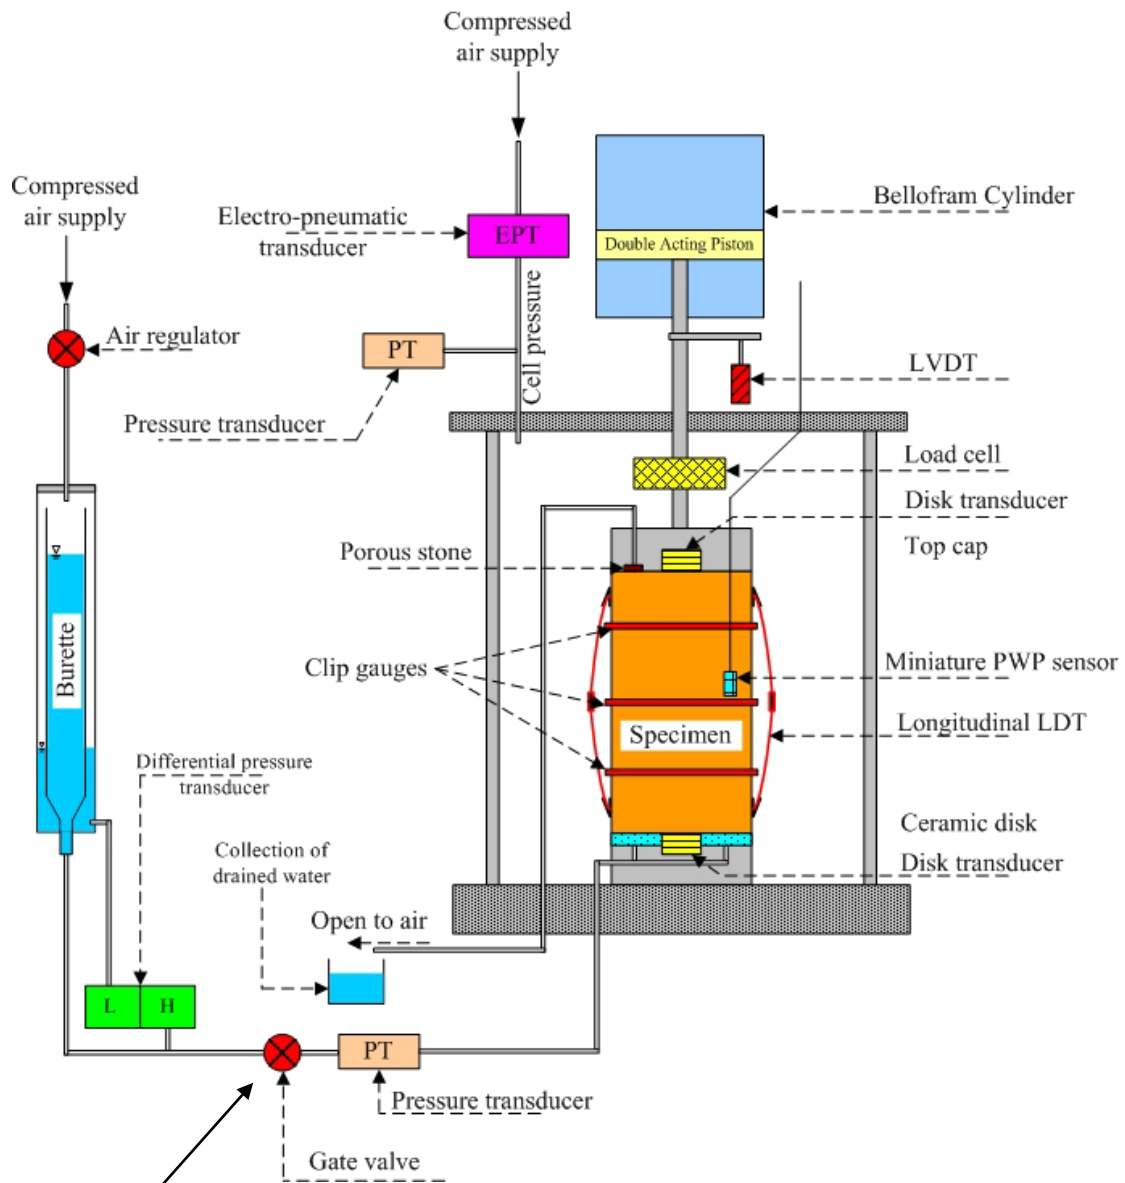 Compressed
air supply
Compressed
air supply
Electro-pneumatic
transducer
EPT
Bellofram Cylinder
Double Acting Piston
Air regulator
PT
Cell pressure
LVDT
Pressure transducer
Load cell
Disk transducer
Porous stone
Top cap
Burette
Clip gauges
Miniature PWP sensor
Specimen
Longitudinal LDT
Differential pressure
transducer
Ceramic disk
Collection of
drained water
Disk transducer
Open to air
L
H
PT
Pressure transducer
Gate valve